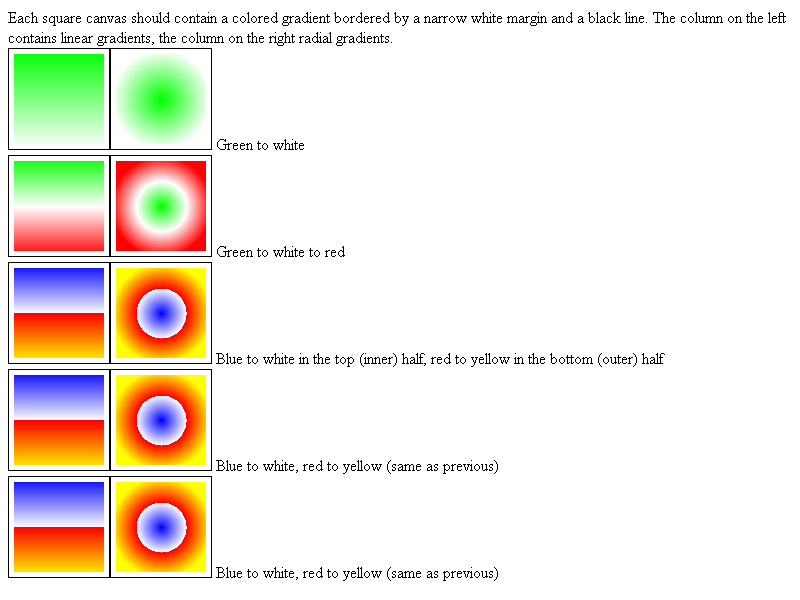 Each square canvas should contain a colored gradient bordered by a narrow white margin and a black line. The column on the left
contains linear gradients, the column on the right radial gradients.
Green to white
Green to white to red
Blue to white in the top (inner) half, red to yellow in the bottom (outer) half
Blue to white, red to yellow (same as previous)
Blue to white, red to yellow (same as previous)